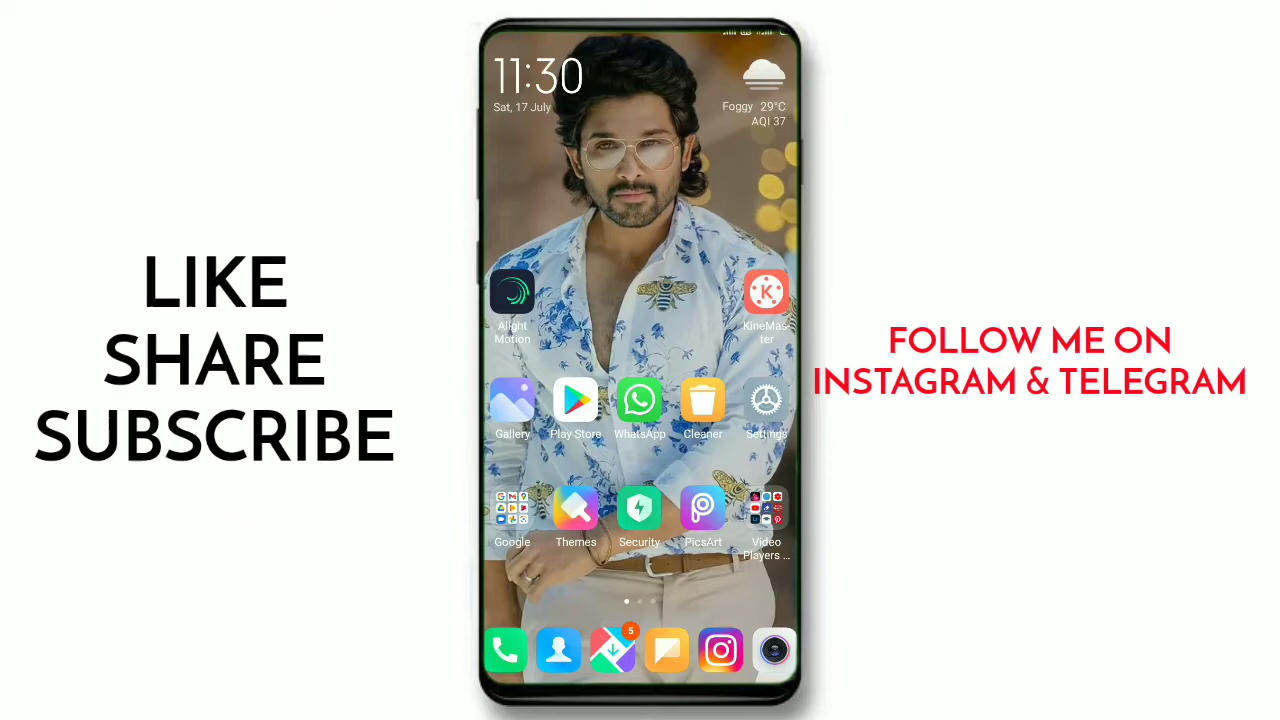 LIKE
SHARE
SUBSCRIBE
11:30
Sat, 17 July
Foggy 29°C
AQI 37
Alight
Motion
KineMas-
ter
Gallery
Play Store
WhatsApp
Cleaner
Settings
Google
Themes
Security
PicsArt
Video
Players ...
5
FOLLOW ME ON
INSTAGRAM & TELEGRAM